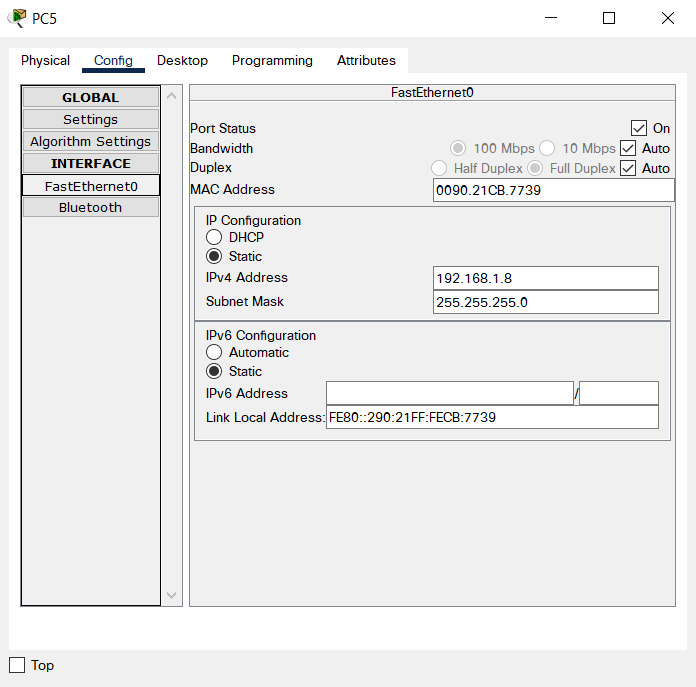 PC5
Physical Config Desktop Programming Attributes
GLOBAL
Settings
Algorithm Settings
INTERFACE
FastEthernet0
Bluetooth
FastEthernet0
Port Status On
Bandwidth 100 Mbps 10 Mbps Auto
Duplex Half Duplex Full Duplex Auto
MAC Address 0090.21CB.7739
IP Configuration
DHCP
Static
IPv4 Address 192.168.1.8
Subnet Mask 255.255.255.0
IPv6 Configuration
Automatic
Static
IPv6 Address /
Link Local Address: FE80::290:21FF:FECB:7739
Top